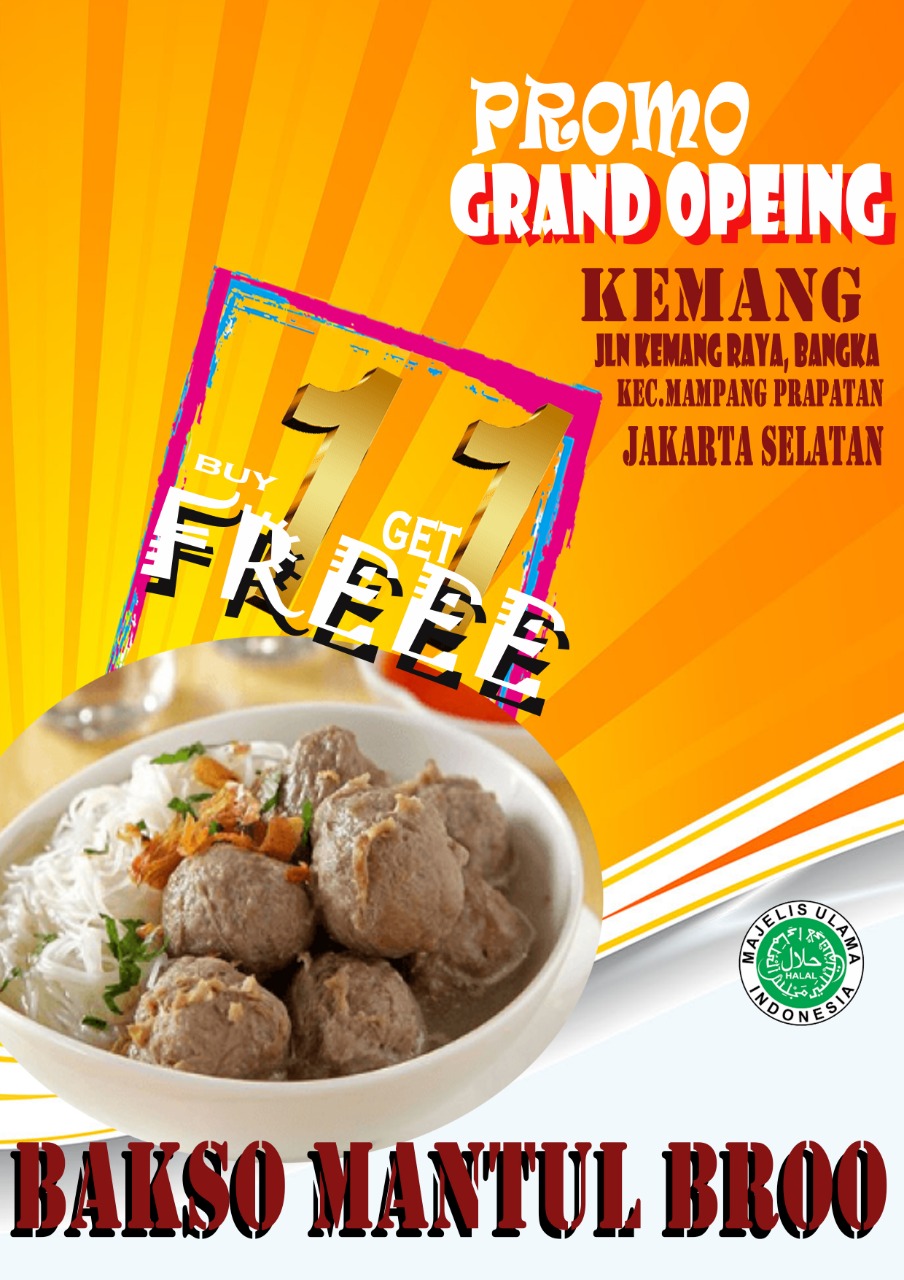 PROMO
GRAND OPEING
KEMANG
JLN KEMANG RAYA, BANGKA
KEC.MAMPANG PRAPATAN
JAKARTA SELATAN
BUY 1
GET 1
FREEE
MAJELIS ULAMA
حلال
HALAL
INDONESIA
BAKSO MANTUL BROO